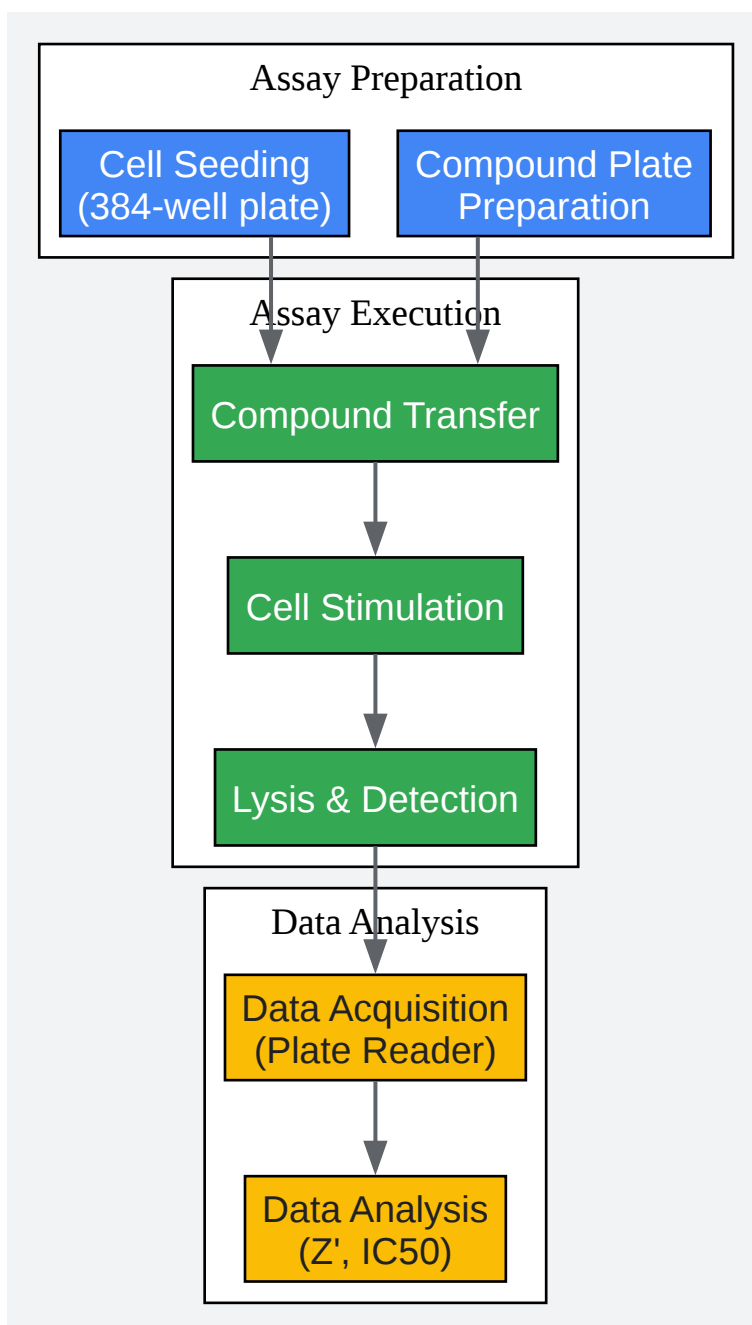 Assay Preparation
Cell Seeding
(384-well plate)
Compound Plate
Preparation
Assay Execution
Compound Transfer
Cell Stimulation
Lysis & Detection
Data Analysis
Data Acquisition
(Plate Reader)
Data Analysis
(Z', IC50)